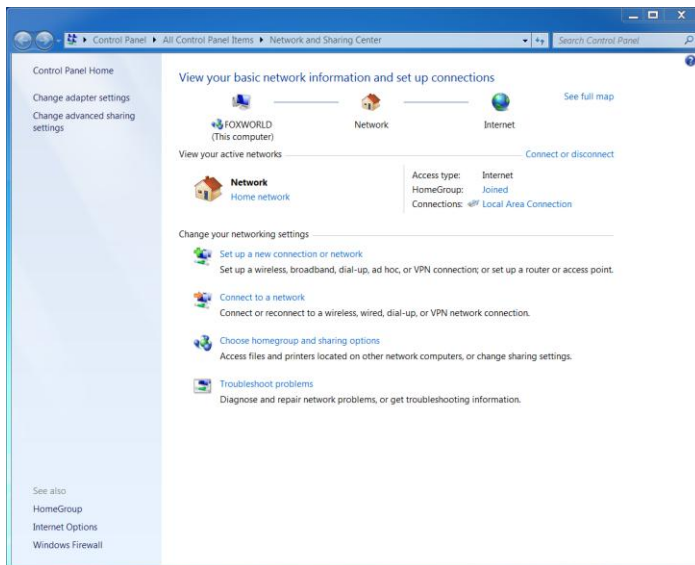 Control Panel ▸ All Control Panel Items ▸ Network and Sharing Center
Search Control Panel
Control Panel Home
Change adapter settings
Change advanced sharing
settings
View your basic network information and set up connections
See full map
FOXWORLD
(This computer)
Network
Internet
View your active networks
Connect or disconnect
Network
Home network
Access type: Internet
HomeGroup: Joined
Connections: Local Area Connection
Change your networking settings
Set up a new connection or network
Set up a wireless, broadband, dial-up, ad hoc, or VPN connection; or set up a router or access point.
Connect to a network
Connect or reconnect to a wireless, wired, dial-up, or VPN network connection.
Choose homegroup and sharing options
Access files and printers located on other network computers, or change sharing settings.
Troubleshoot problems
Diagnose and repair network problems, or get troubleshooting information.
See also
HomeGroup
Internet Options
Windows Firewall